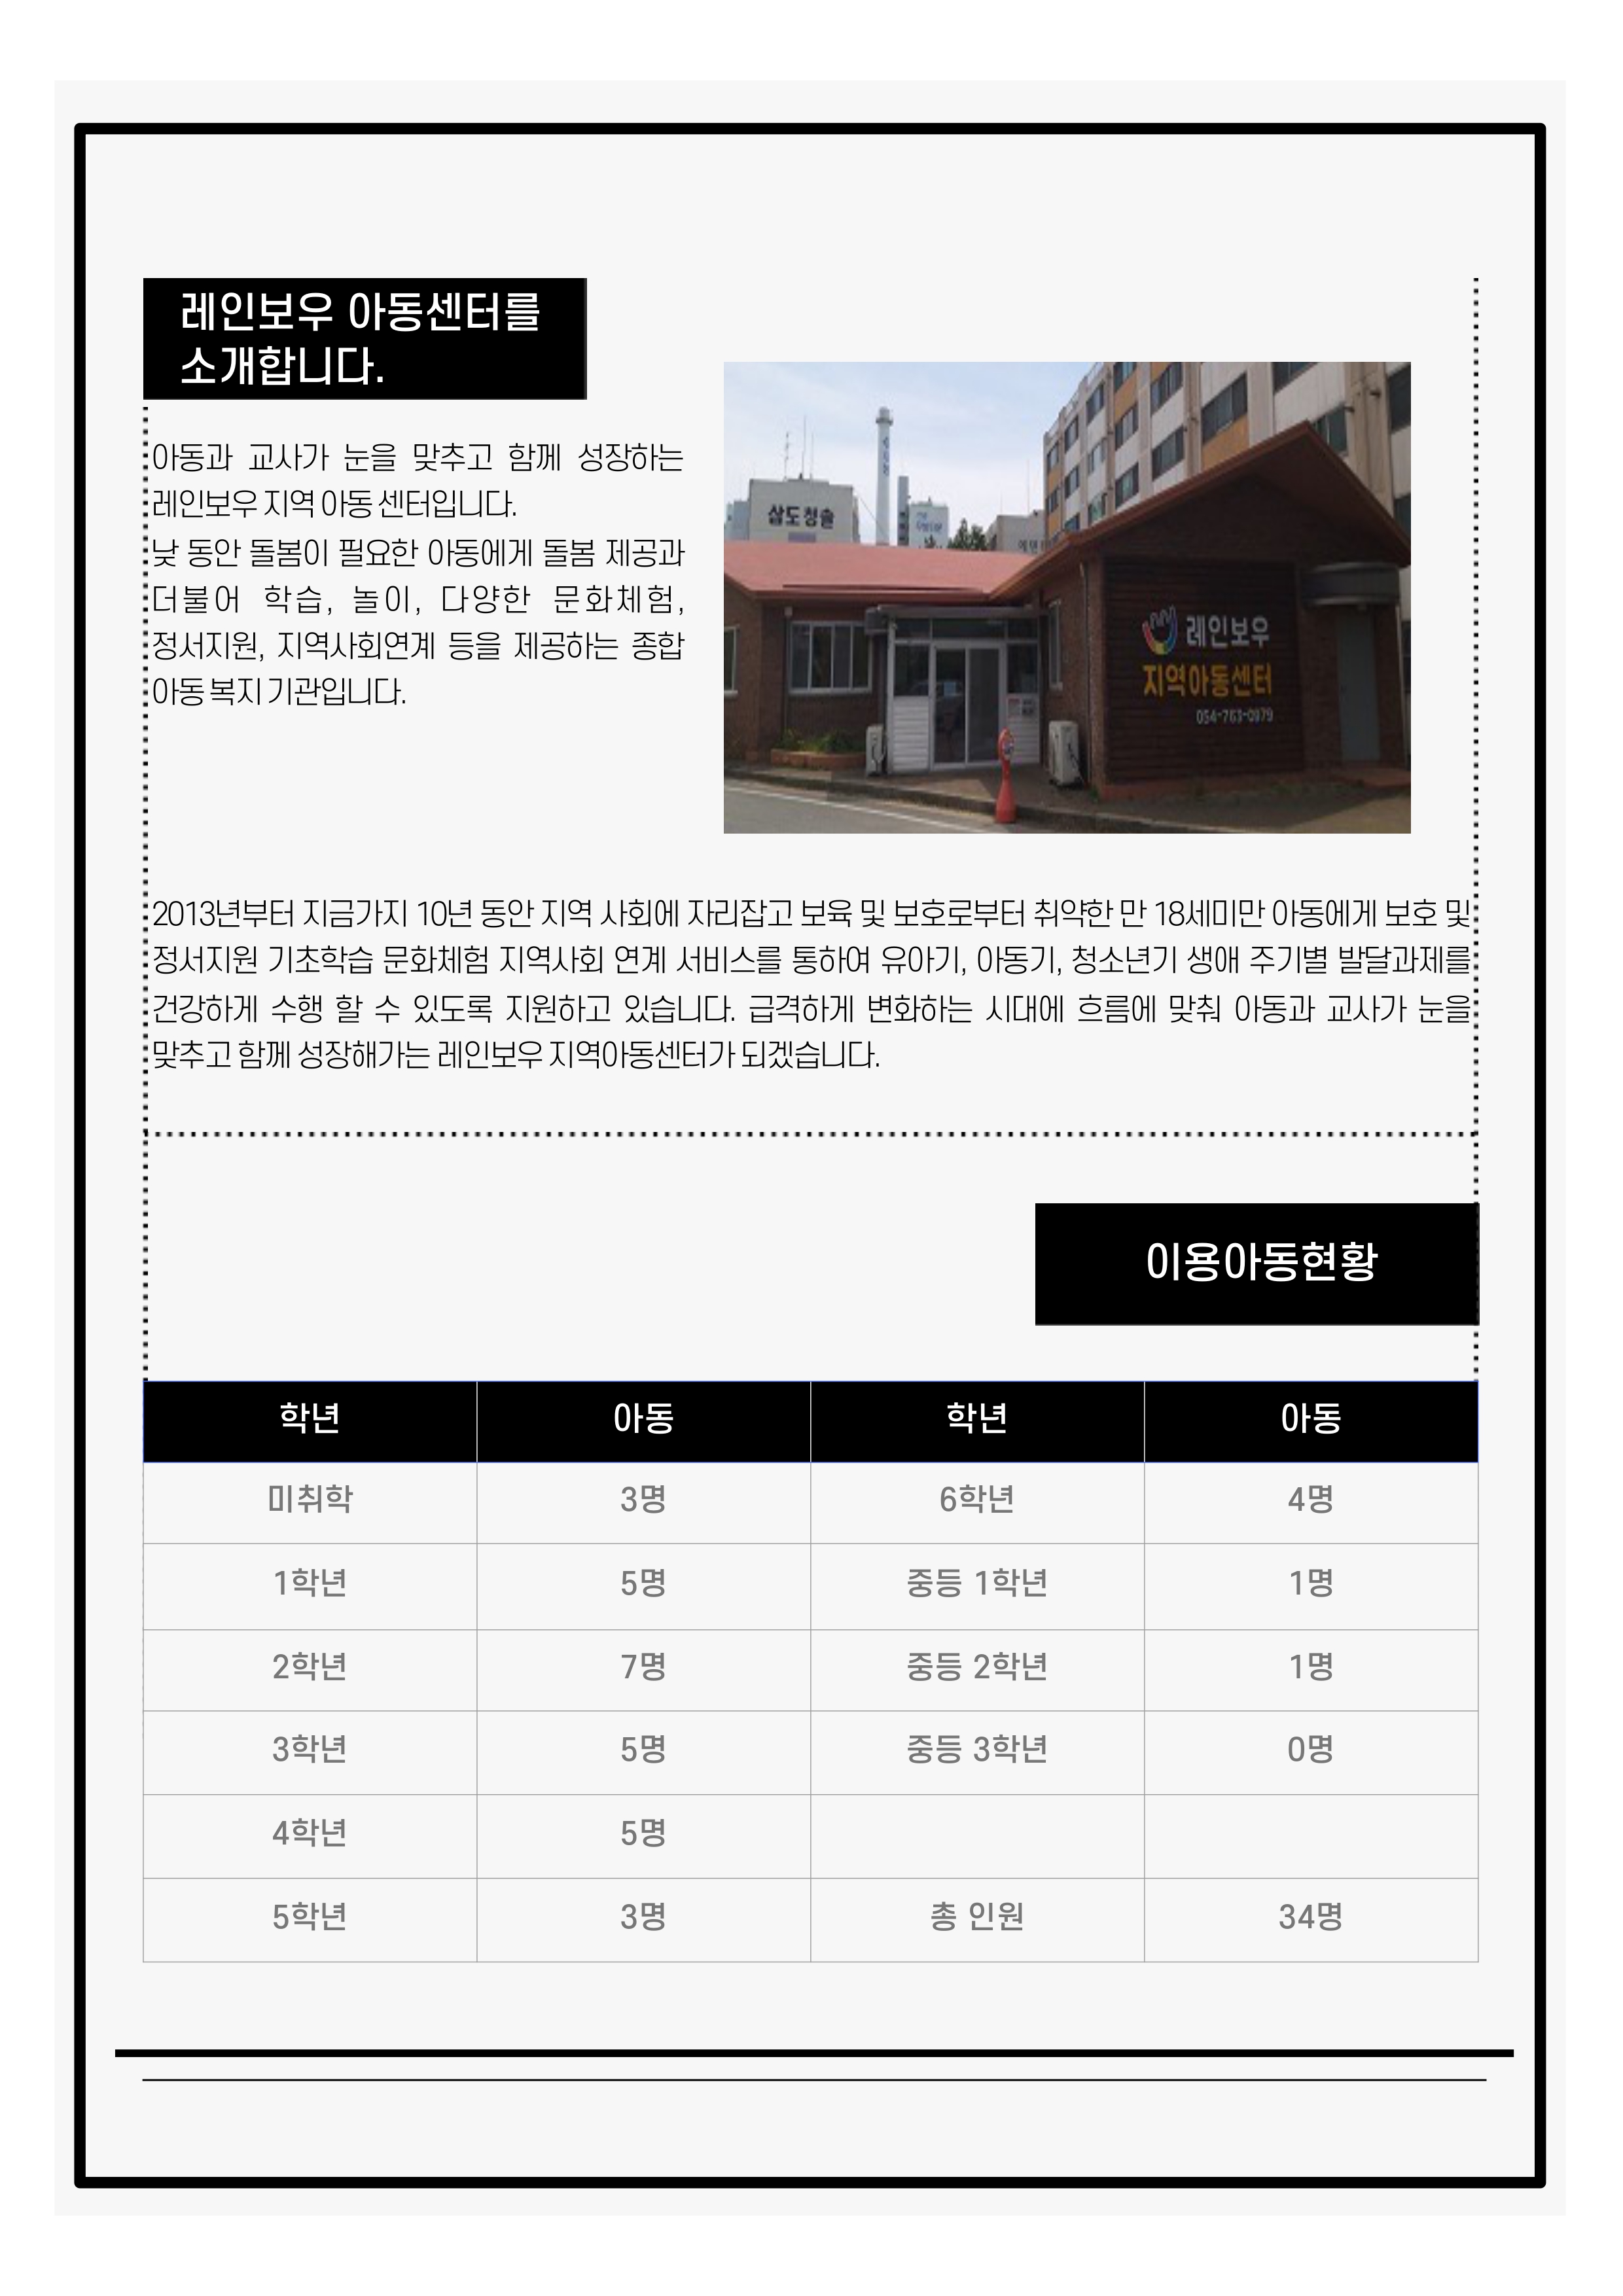 레인보우 아동센터를
소개합니다.
아동과 교사가 눈을 맞추고 함께 성장하는
레인보우 지역 아동 센터입니다.
낮 동안 돌봄이 필요한 아동에게 돌봄 제공과
더불어 학습, 놀이, 다양한 문화체험,
정서지원, 지역사회연계 등을 제공하는 종합
아동 복지 기관입니다.
삼도청솔
레인보우
지역아동센터
054-763-0079
2013년부터 지금가지 10년 동안 지역 사회에 자리잡고 보육 및 보호로부터 취약한 만 18세미만 아동에게 보호 및
정서지원 기초학습 문화체험 지역사회 연계 서비스를 통하여 유아기, 아동기, 청소년기 생애 주기별 발달과제를
건강하게 수행 할 수 있도록 지원하고 있습니다. 급격하게 변화하는 시대에 흐름에 맞춰 아동과 교사가 눈을
맞추고 함께 성장해가는 레인보우 지역아동센터가 되겠습니다.
이용아동현황
학년 아동 학년 아동
미취학 3명 6학년 4명
1학년 5명 중등 1학년 1명
2학년 7명 중등 2학년 1명
3학년 5명 중등 3학년 0명
4학년 5명
5학년 3명 총 인원 34명